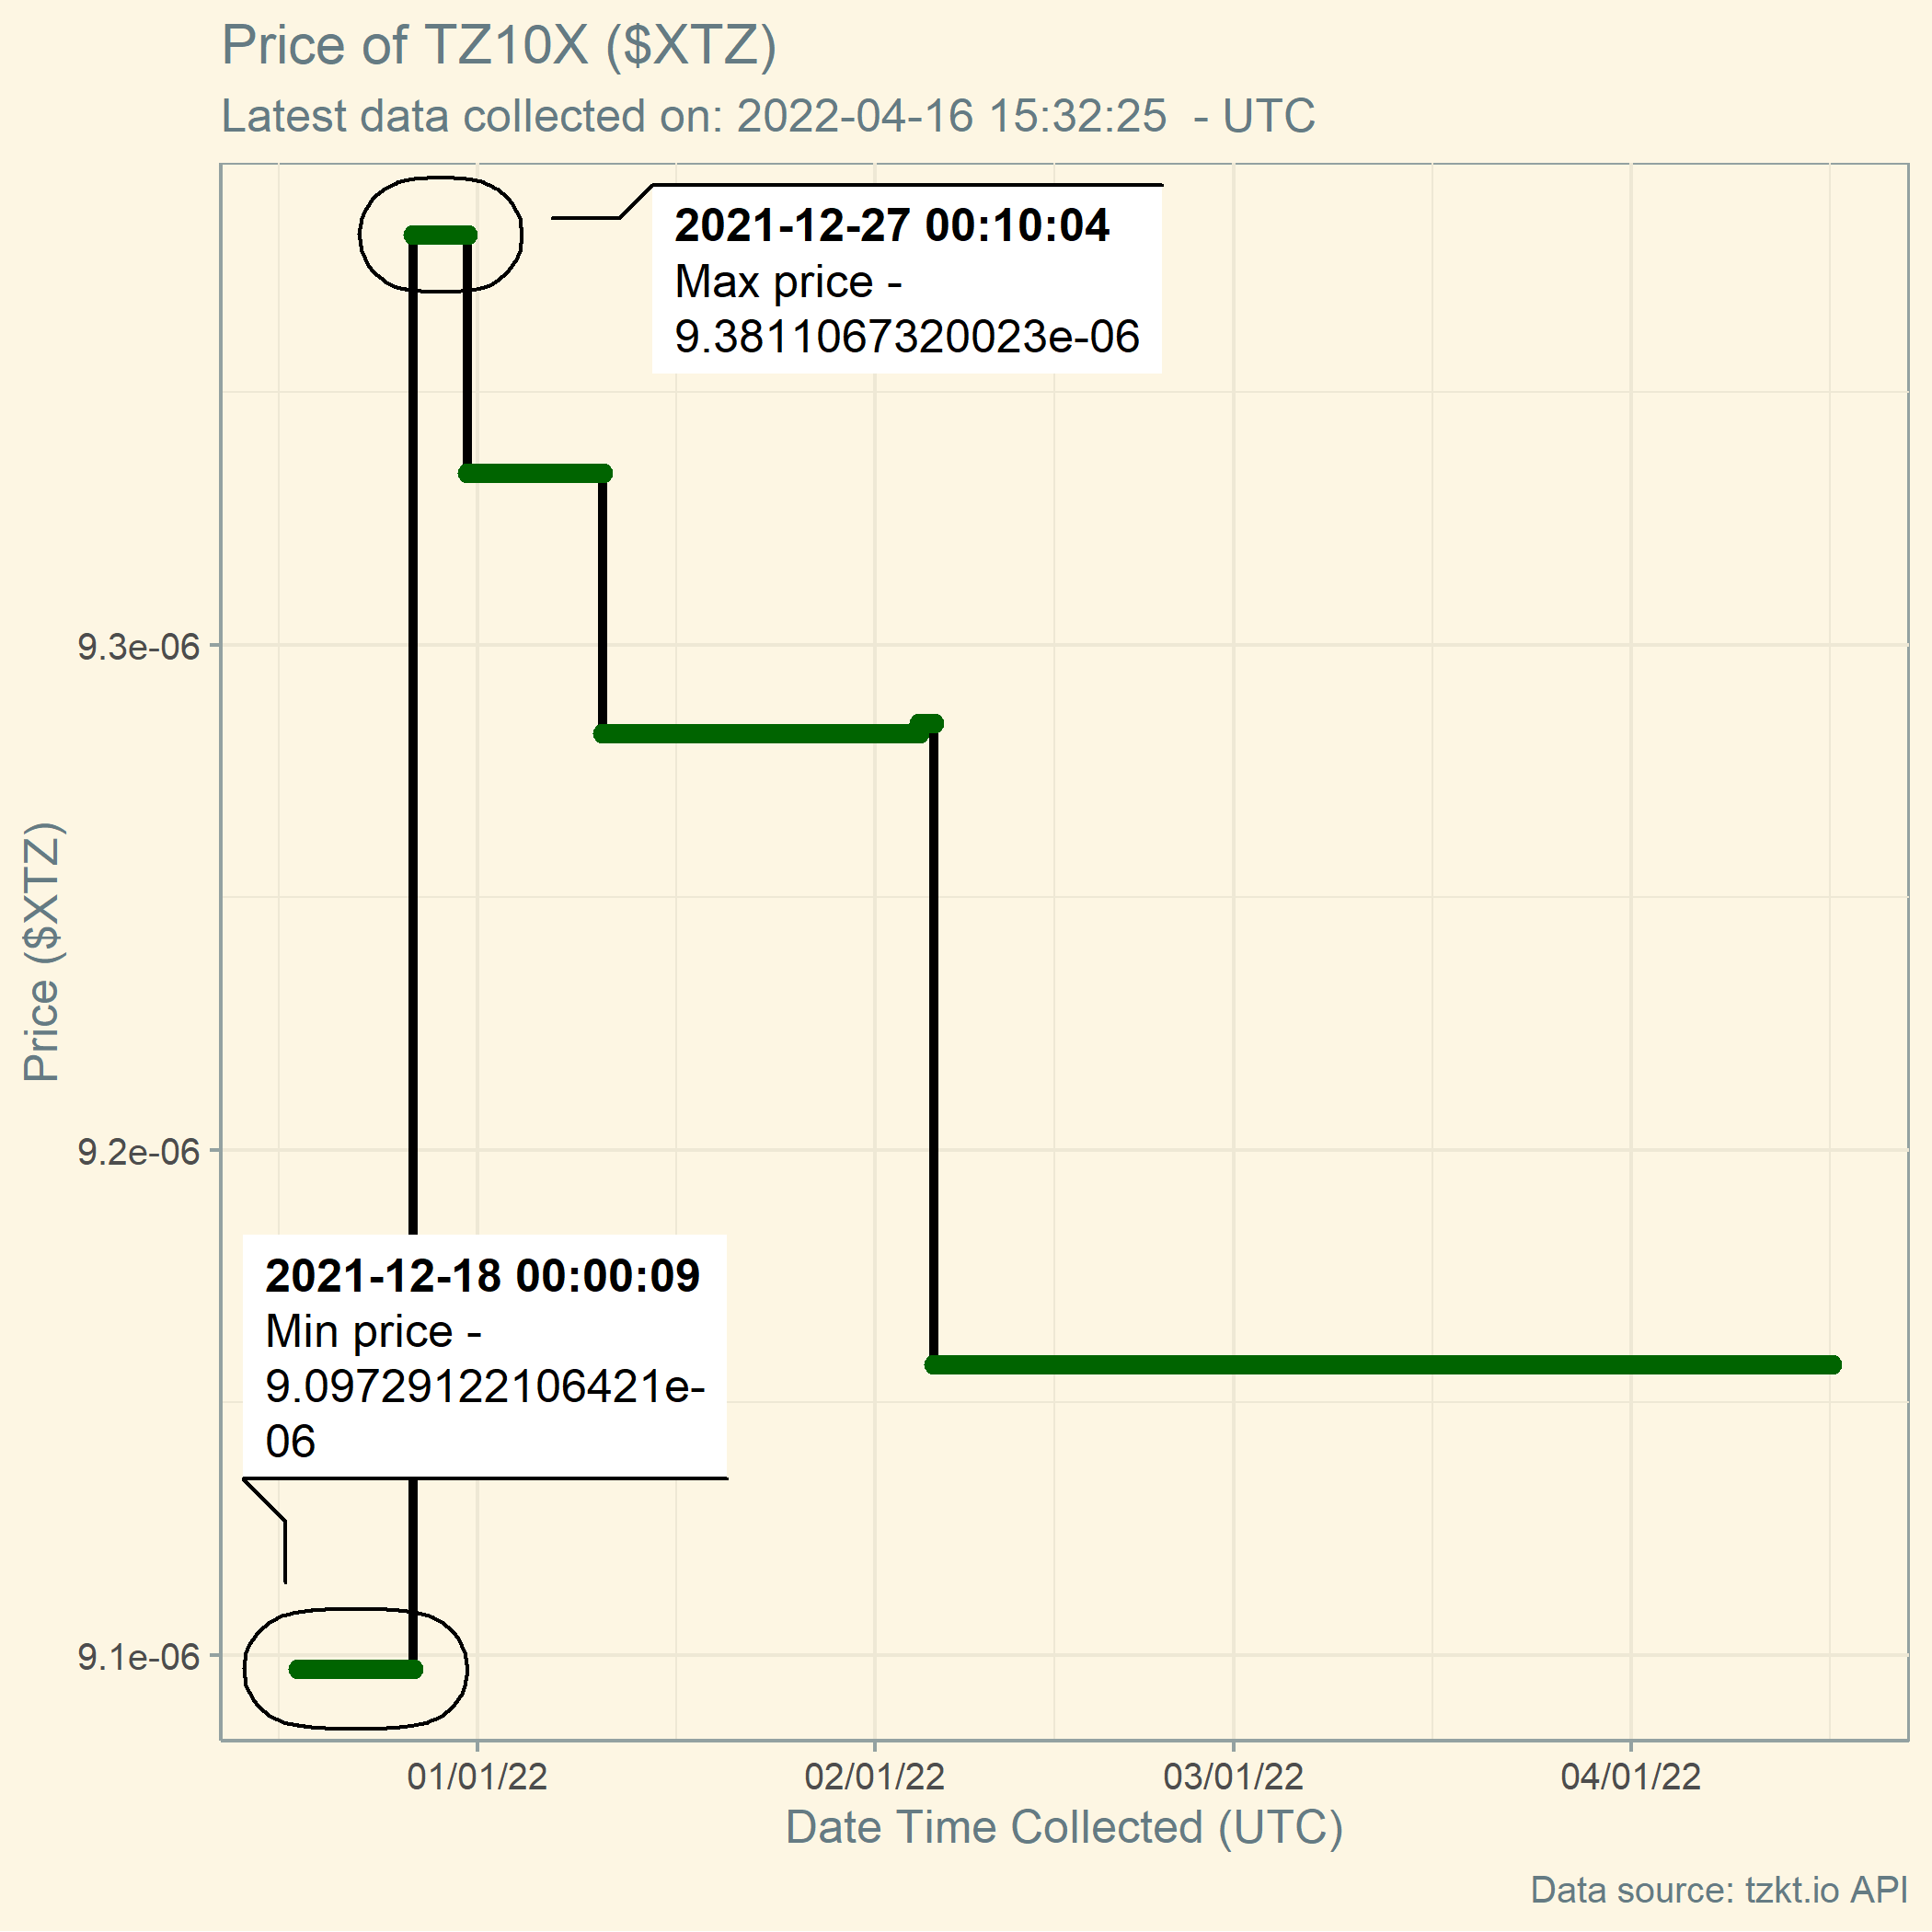 Price of TZ10X ($XTZ)
Latest data collected on: 2022-04-16 15:32:25  - UTC
2021-12-27 00:10:04
Max price -
9.3811067320023e-06
9.3e-06
Price ($XTZ)
9.2e-06
2021-12-18 00:00:09
Min price -
9.09729122106421e-
06
9.1e-06
01/01/22
02/01/22
03/01/22
04/01/22
Date Time Collected (UTC)
Data source: tzkt.io API